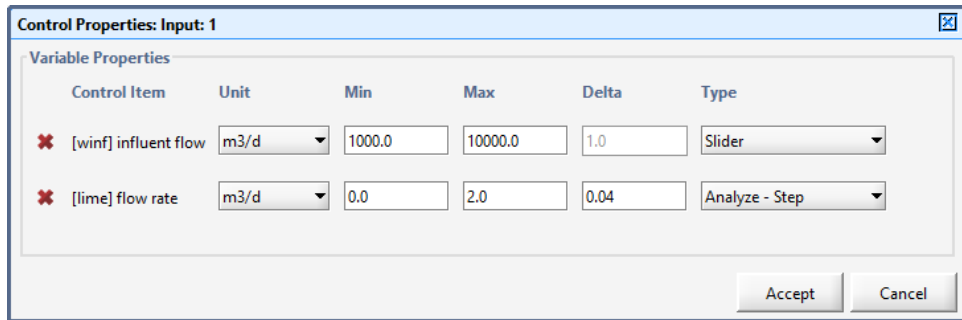 Control Properties: Input: 1
Variable Properties
Control Item Unit Min Max Delta Type
[winf] influent flow m3/d 1000.0 10000.0 1.0 Slider
[lime] flow rate m3/d 0.0 2.0 0.04 Analyze - Step
Accept Cancel